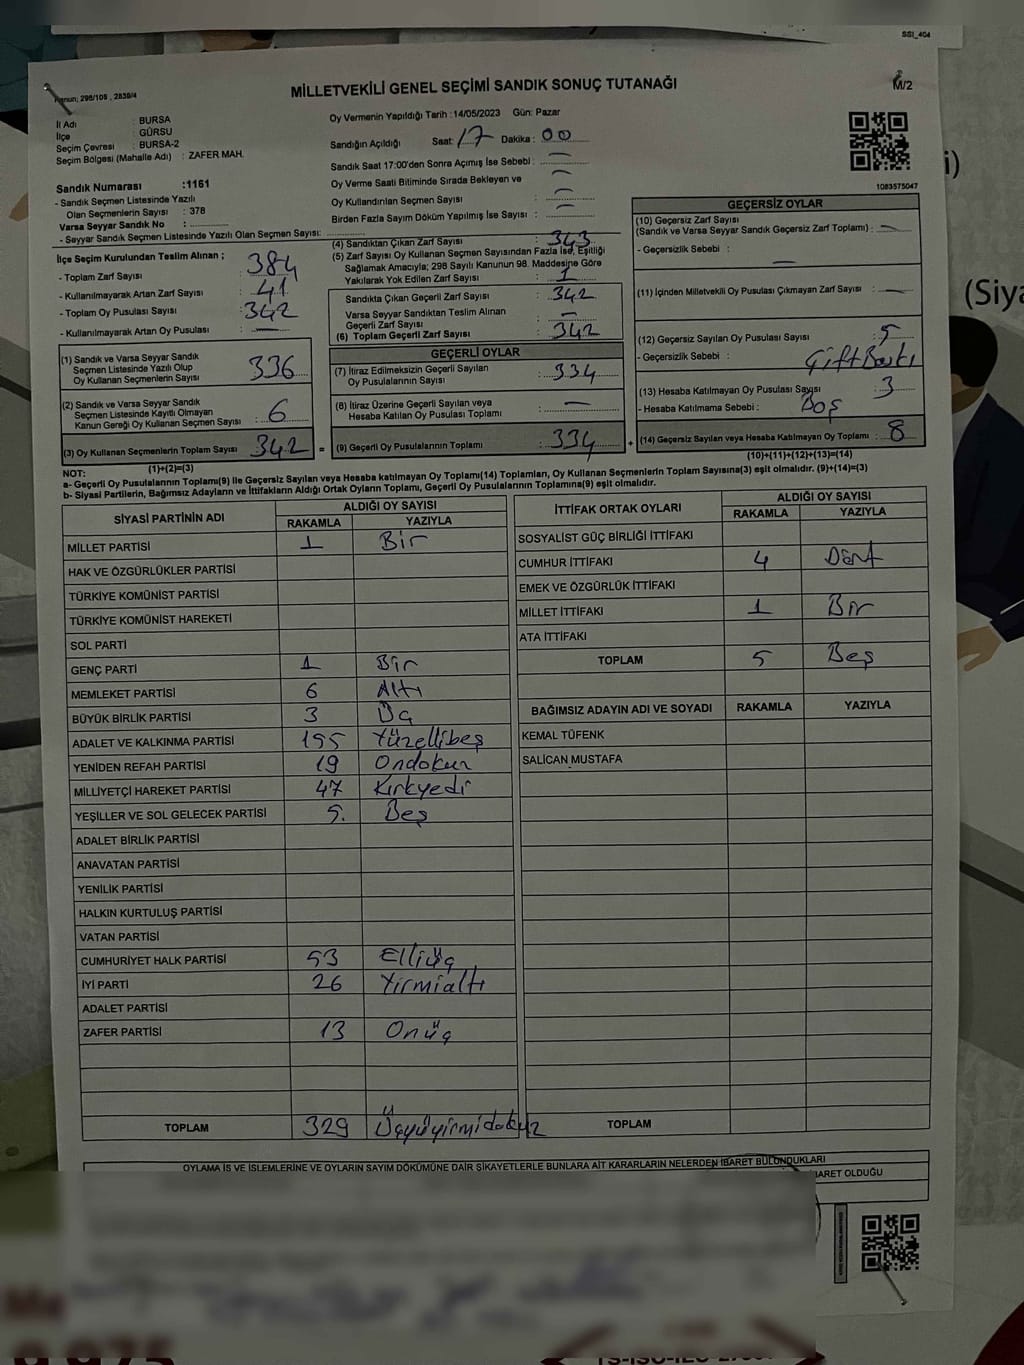 SSI_404
Kanun; 298/105 , 2839/4
MİLLETVEKİLİ GENEL SEÇİMİ SANDIK SONUÇ TUTANAĞI
M/2
İl Adı : BURSA
İlçe : GÜRSU
Seçim Çevresi : BURSA-2
Seçim Bölgesi (Mahalle Adı) : ZAFER MAH.
Oy Vermenin Yapıldığı Tarih :14/05/2023 Gün: Pazar
Sandığın Açıldığı Saat: 17 Dakika : 00
Sandık Saat 17:00'den Sonra Açımış İse Sebebi : —
Oy Verme Saati Bitiminde Sırada Bekleyen ve
Oy Kullandırılan Seçmen Sayısı : —
Birden Fazla Sayım Döküm Yapılmış İse Sayısı : —
1083575047
Sandık Numarası :1161
- Sandık Seçmen Listesinde Yazılı
Olan Seçmenlerin Sayısı : 378
Varsa Seyyar Sandık No :
- Seyyar Sandık Seçmen Listesinde Yazılı Olan Seçmen Sayısı:
İlçe Seçim Kurulundan Teslim Alınan ;
- Toplam Zarf Sayısı : 384
- Kullanılmayarak Artan Zarf Sayısı : 41
- Toplam Oy Pusulası Sayısı : 342
- Kullanılmayarak Artan Oy Pusulası : —
(1) Sandık ve Varsa Seyyar Sandık
Seçmen Listesinde Yazılı Olup
Oy Kullanan Seçmenlerin Sayısı : 336
(2) Sandık ve Varsa Seyyar Sandık
Seçmen Listesinde Kayıtlı Olmayan
Kanun Gereği Oy Kullanan Seçmen Sayısı : 6
(3) Oy Kullanan Seçmenlerin Toplam Sayısı : 342 =
(1)+(2)=(3)
(4) Sandıktan Çıkan Zarf Sayısı : 343
(5) Zarf Sayısı Oy Kullanan Seçmen Sayısından Fazla İse, Eşitliği
Sağlamak Amacıyla; 298 Sayılı Kanunun 98. Maddesine Göre
Yakılarak Yok Edilen Zarf Sayısı : 1
Sandıkta Çıkan Geçerli Zarf Sayısı : 342
Varsa Seyyar Sandıktan Teslim Alınan
Geçerli Zarf Sayısı : —
(6) Toplam Geçerli Zarf Sayısı : 342
GEÇERLİ OYLAR
(7) İtiraz Edilmeksizin Geçerli Sayılan
Oy Pusulalarının Sayısı : 334
(8) İtiraz Üzerine Geçerli Sayılan veya
Hesaba Katılan Oy Pusulası Toplamı : —
(9) Geçerli Oy Pusulalarının Toplamı : 334 +
GEÇERSİZ OYLAR
(10) Geçersiz Zarf Sayısı
(Sandık ve Varsa Seyyar Sandık Geçersiz Zarf Toplamı) : —
- Geçersizlik Sebebi : —
(11) İçinden Milletvekili Oy Pusulası Çıkmayan Zarf Sayısı : —
(12) Geçersiz Sayılan Oy Pusulası Sayısı : 5
- Geçersizlik Sebebi : Çift Baskı
(13) Hesaba Katılmayan Oy Pusulası Sayısı : 3
- Hesaba Katılmama Sebebi : Boş
(14) Geçersiz Sayılan veya Hesaba Katılmayan Oy Toplamı : 8
(10)+(11)+(12)+(13)=(14)
NOT:
a- Geçerli Oy Pusulalarının Toplamı(9) ile Geçersiz Sayılan veya Hesaba katılmayan Oy Toplamı(14) Toplamları, Oy Kullanan Seçmenlerin Toplam Sayısına(3) eşit olmalıdır. (9)+(14)=(3)
b- Siyasi Partilerin, Bağımsız Adayların ve İttifakların Aldığı Ortak Oyların Toplamı, Geçerli Oy Pusulalarının Toplamına(9) eşit olmalıdır.
SİYASİ PARTİNİN ADI ALDIĞI OY SAYISI
RAKAMLA YAZIYLA
MİLLET PARTİSİ 1 Bir
HAK VE ÖZGÜRLÜKLER PARTİSİ
TÜRKİYE KOMÜNİST PARTİSİ
TÜRKİYE KOMÜNİST HAREKETİ
SOL PARTİ
GENÇ PARTİ 1 Bir
MEMLEKET PARTİSİ 6 Altı
BÜYÜK BİRLİK PARTİSİ 3 Üç
ADALET VE KALKINMA PARTİSİ 155 Yüzellibeş
YENİDEN REFAH PARTİSİ 19 Ondokuz
MİLLİYETÇİ HAREKET PARTİSİ 47 Kırkyedi
YEŞİLLER VE SOL GELECEK PARTİSİ 5. Beş
ADALET BİRLİK PARTİSİ
ANAVATAN PARTİSİ
YENİLİK PARTİSİ
HALKIN KURTULUŞ PARTİSİ
VATAN PARTİSİ
CUMHURİYET HALK PARTİSİ 53 Elliüç
İYİ PARTİ 26 Yirmialtı
ADALET PARTİSİ
ZAFER PARTİSİ 13 Onüç
TOPLAM 329 Üçyüzyirmidokuz
İTTİFAK ORTAK OYLARI ALDIĞI OY SAYISI
RAKAMLA YAZIYLA
SOSYALİST GÜÇ BİRLİĞİ İTTİFAKI
CUMHUR İTTİFAKI 4 Dört
EMEK VE ÖZGÜRLÜK İTTİFAKI
MİLLET İTTİFAKI 1 Bir
ATA İTTİFAKI
TOPLAM 5 Beş
BAĞIMSIZ ADAYIN ADI VE SOYADI RAKAMLA YAZIYLA
KEMAL TÜFENK
SALİCAN MUSTAFA
TOPLAM
OYLAMA İŞ VE İŞLEMLERİNE VE OYLARIN SAYIM DÖKÜMÜNE DAİR ŞİKAYETLERLE BUNLARA AİT KARARLARIN NELERDEN İBARET BULUNDUKLARI
BARET OLDUĞU
(Siya